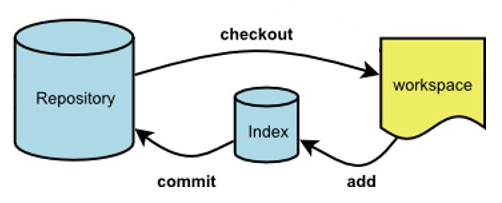 checkout
Repository
workspace
Index
commit
add